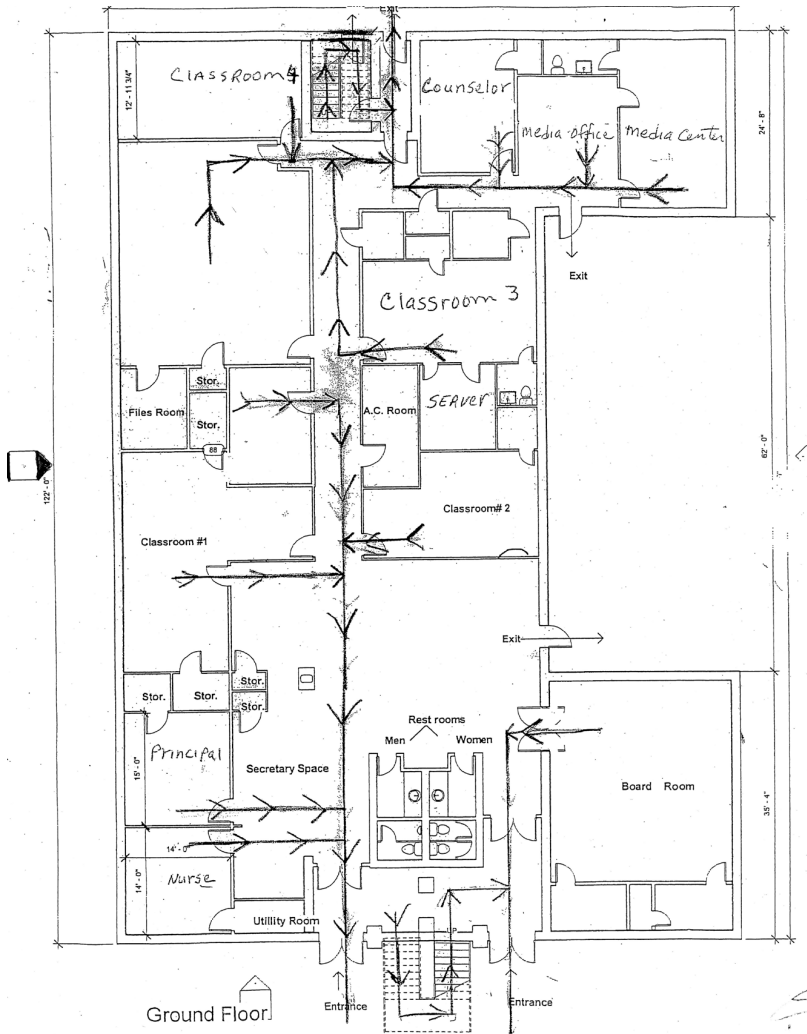 Exit
CLASSROOM 4
12' - 11 3/4"
Counselor
Media office
Media Center
24' - 8"
Exit
Classroom 3
Stor.
Files Room
Stor.
88
A.C. Room
SERVER
122' - 0"
62' - 0"
Classroom# 2
Classroom #1
Exit
Stor.
Stor.
Stor.
Stor.
Rest rooms
Men
Women
Principal
15' - 0"
Secretary Space
Board Room
35' - 4"
14' - 0"
Nurse
14' - 0"
Utillity Room
UP
Entrance
Entrance
Ground Floor